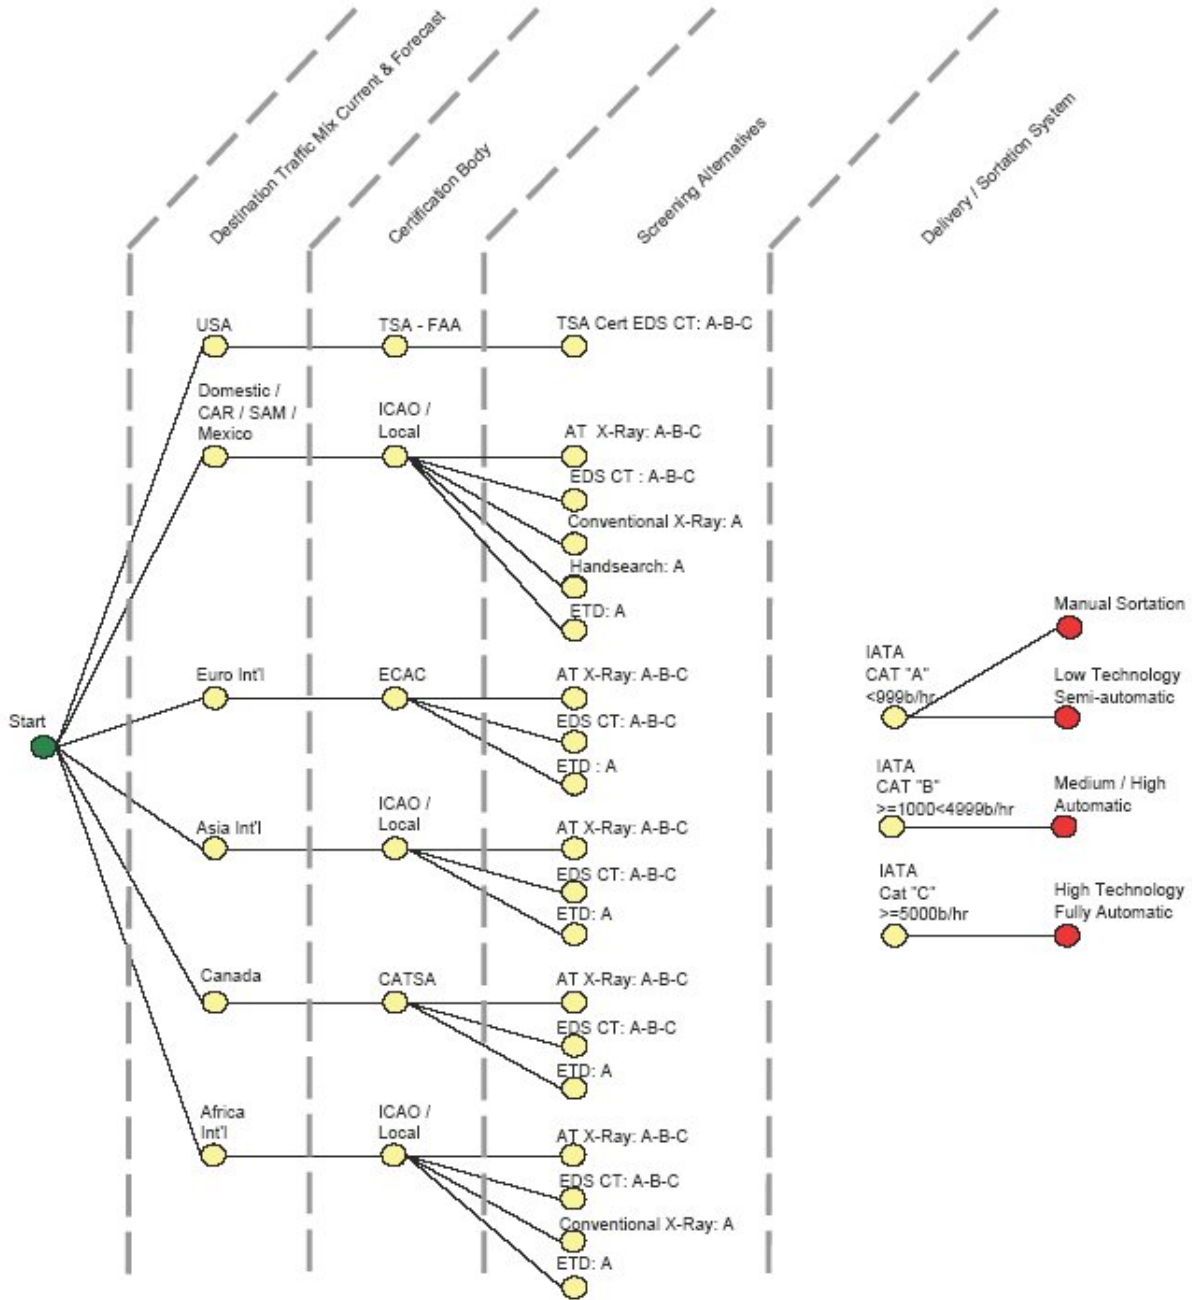 Destination Traffic Mix Current & Forecast
Certification Body
Screening Alternatives
Delivery / Sortation System
Start
USA
TSA - FAA
TSA Cert EDS CT: A-B-C
Domestic /
CAR / SAM /
Mexico
ICAO /
Local
AT X-Ray: A-B-C
EDS CT : A-B-C
Conventional X-Ray: A
Handsearch: A
ETD: A
Euro Int'l
ECAC
AT X-Ray: A-B-C
EDS CT: A-B-C
ETD : A
Asia Int'l
ICAO /
Local
AT X-Ray: A-B-C
EDS CT: A-B-C
ETD: A
Canada
CATSA
AT X-Ray: A-B-C
EDS CT: A-B-C
ETD: A
Africa
Int'l
ICAO /
Local
AT X-Ray: A-B-C
EDS CT: A-B-C
Conventional X-Ray: A
ETD: A
IATA
CAT "A"
<999b/hr
Manual Sortation
Low Technology
Semi-automatic
IATA
CAT "B"
>=1000<4999b/hr
Medium / High
Automatic
IATA
Cat "C"
>=5000b/hr
High Technology
Fully Automatic